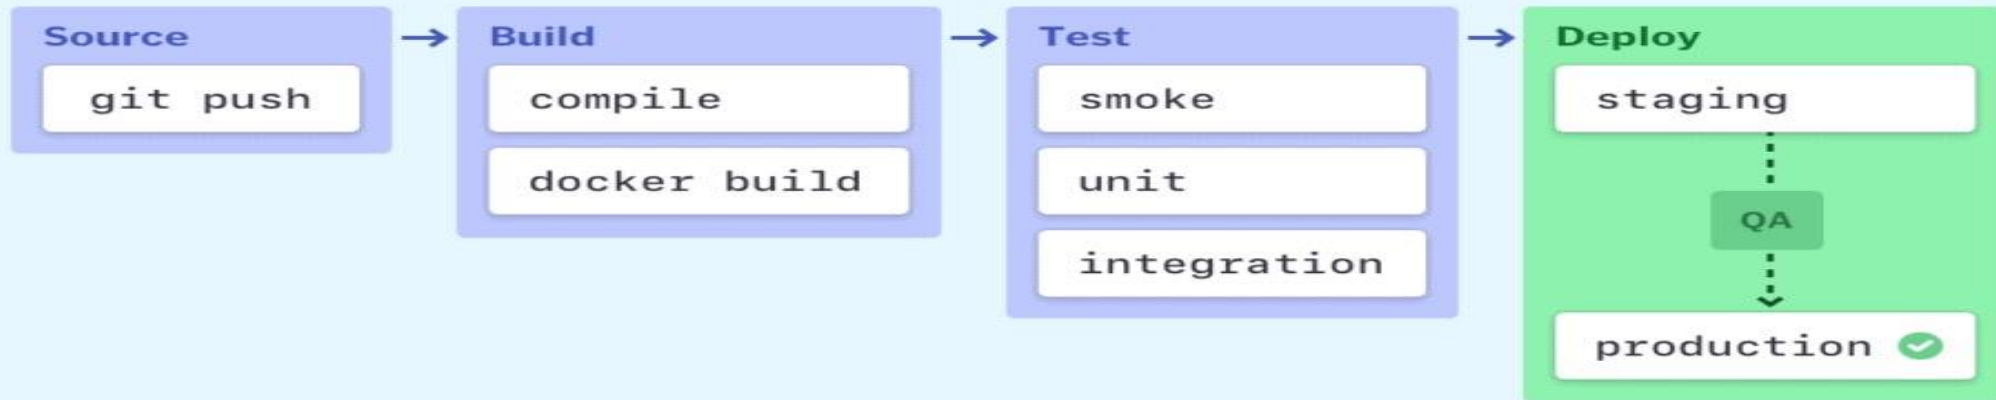 Source
git push
Build
compile
docker build
Test
smoke
unit
integration
Deploy
staging
QA
production